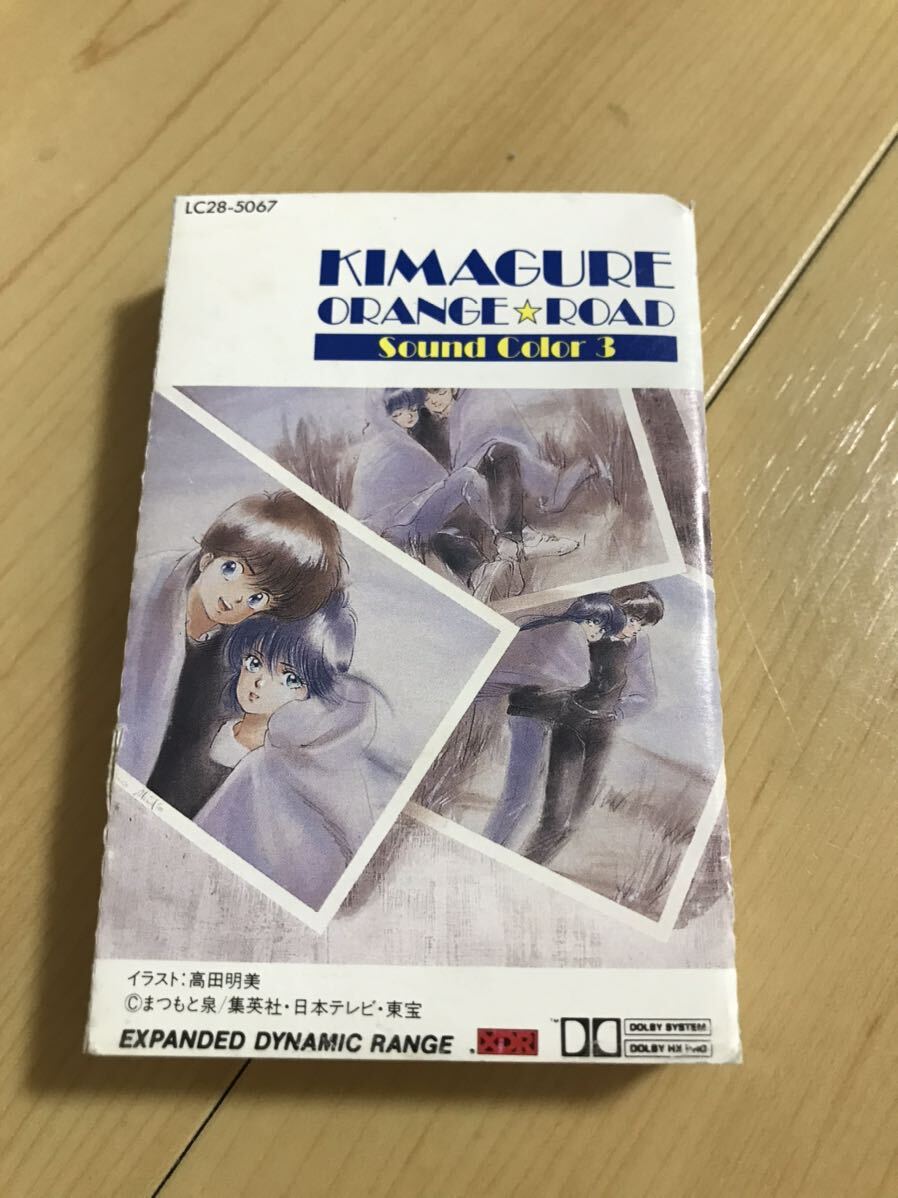 LC28-5067
KIMAGURE
ORANGE☆ROAD
Sound Color 3
イラスト:高田明美
©まつもと泉/集英社・日本テレビ・東宝
EXPANDED DYNAMIC RANGE XDR
DOLBY SYSTEM
DOLBY HX PRO